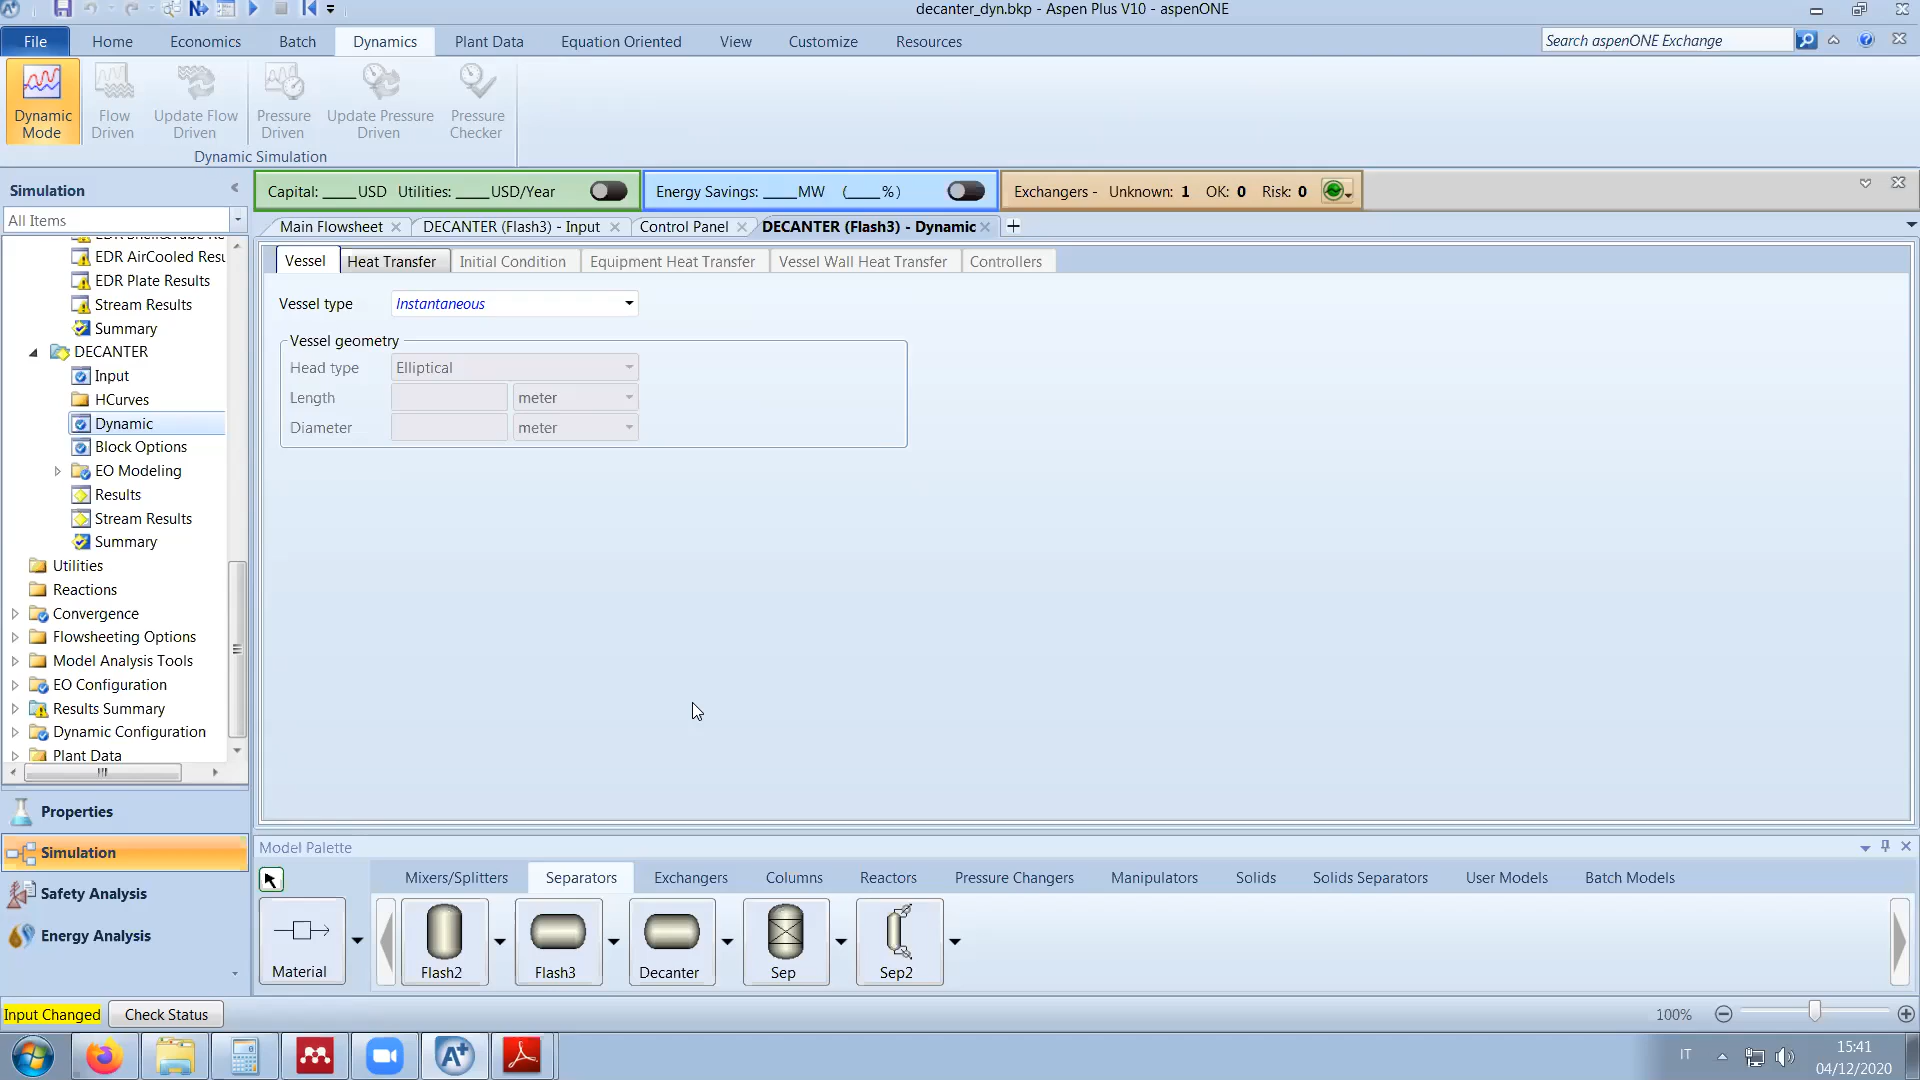 decanter_dyn.bkp - Aspen Plus V10 - aspenONE
File Home Economics Batch Dynamics Plant Data Equation Oriented View Customize Resources
Search aspenONE Exchange
Dynamic Mode
Flow Driven
Update Flow Driven
Pressure Driven
Update Pressure Driven
Pressure Checker
Dynamic Simulation
Simulation
Capital: ____USD Utilities: ____USD/Year
Energy Savings: ____MW (____%)
Exchangers - Unknown: 1 OK: 0 Risk: 0
All Items
Main Flowsheet
DECANTER (Flash3) - Input
Control Panel
DECANTER (Flash3) - Dynamic
EDR Shell&Tube Re
EDR AirCooled Resu
EDR Plate Results
Stream Results
Summary
DECANTER
Input
HCurves
Dynamic
Block Options
EO Modeling
Results
Stream Results
Summary
Utilities
Reactions
Convergence
Flowsheeting Options
Model Analysis Tools
EO Configuration
Results Summary
Dynamic Configuration
Plant Data
Vessel Heat Transfer Initial Condition Equipment Heat Transfer Vessel Wall Heat Transfer Controllers
Vessel type Instantaneous
Vessel geometry
Head type Elliptical
Length meter
Diameter meter
Properties
Simulation
Safety Analysis
Energy Analysis
Model Palette
Mixers/Splitters Separators Exchangers Columns Reactors Pressure Changers Manipulators Solids Solids Separators User Models Batch Models
Material Flash2 Flash3 Decanter Sep Sep2
Input Changed
Check Status
100%
IT
15:41
04/12/2020